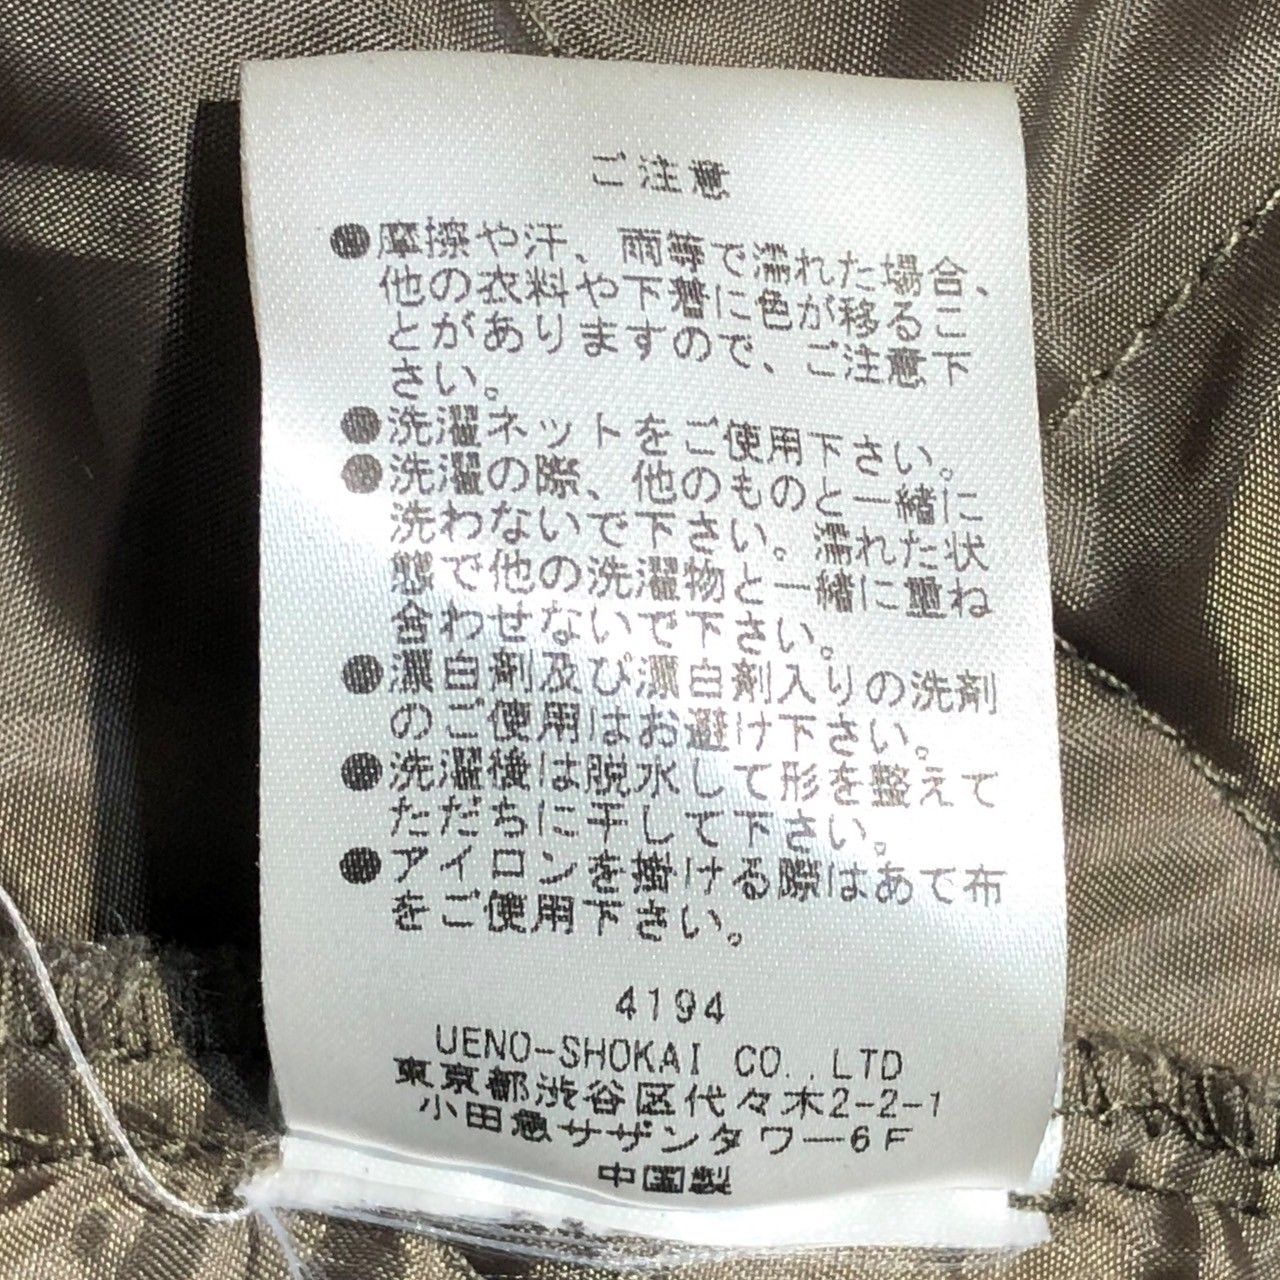 ご注意
●摩擦や汗、雨等で濡れた場合、
他の衣料や下着に色が移るこ
とがありますので、ご注意下
さい。
●洗濯ネットをご使用下さい。
●洗濯の際、他のものと一緒に
洗わないで下さい。濡れた状
態で他の洗濯物と一緒に重ね
合わせないで下さい。
●漂白剤及び漂白剤入りの洗剤
のご使用はお避け下さい。
●洗濯後は脱水して形を整えて
ただちに干して下さい。
●アイロンを掛ける際はあて布
をご使用下さい。
4194
UENO-SHOKAI CO.,LTD
東京都渋谷区代々木2-2-1
小田急サザンタワー6F
中国製